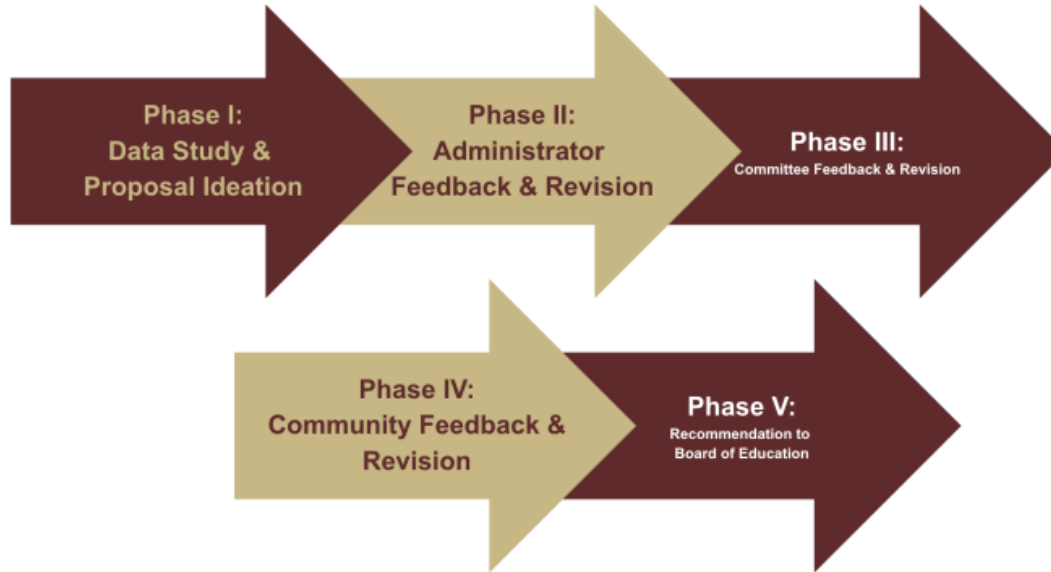 Phase I:
Data Study &
Proposal Ideation
Phase II:
Administrator
Feedback & Revision
Phase III:
Committee Feedback & Revision
Phase IV:
Community Feedback &
Revision
Phase V:
Recommendation to
Board of Education